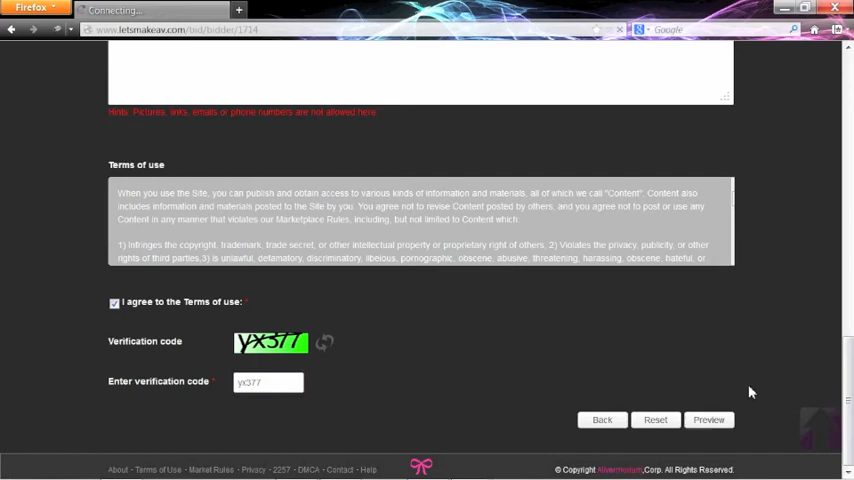 Firefox
Connecting...
www.letsmakeav.com/bid/bidder/1714
Google
Hints: Pictures, links, emails or phone numbers are not allowed here.
Terms of use
When you use the Site, you can publish and obtain access to various kinds of information and materials, all of which we call "Content". Content also
includes information and materials posted to the Site by you. You agree not to revise Content posted by others, and you agree not to post or use any
Content in any manner that violates our Marketplace Rules, including, but not limited to Content which
1) Infringes the copyright, trademark, trade secret, or other intellectual property or proprietary right of others, 2) Violates the privacy, publicity, or other
rights of third parties,3) is unlawful, defamatory, discriminatory, libelous, pornographic, obscene, abusive, threatening, harassing, obscene, hateful, or
I agree to the Terms of use: *
Verification code
yx377
Enter verification code *
yx377
Back
Reset
Preview
About - Terms of Use - Market Rules - Privacy - 2257 - DMCA - Contact - Help
© Copyright Corp. All Rights Reserved.